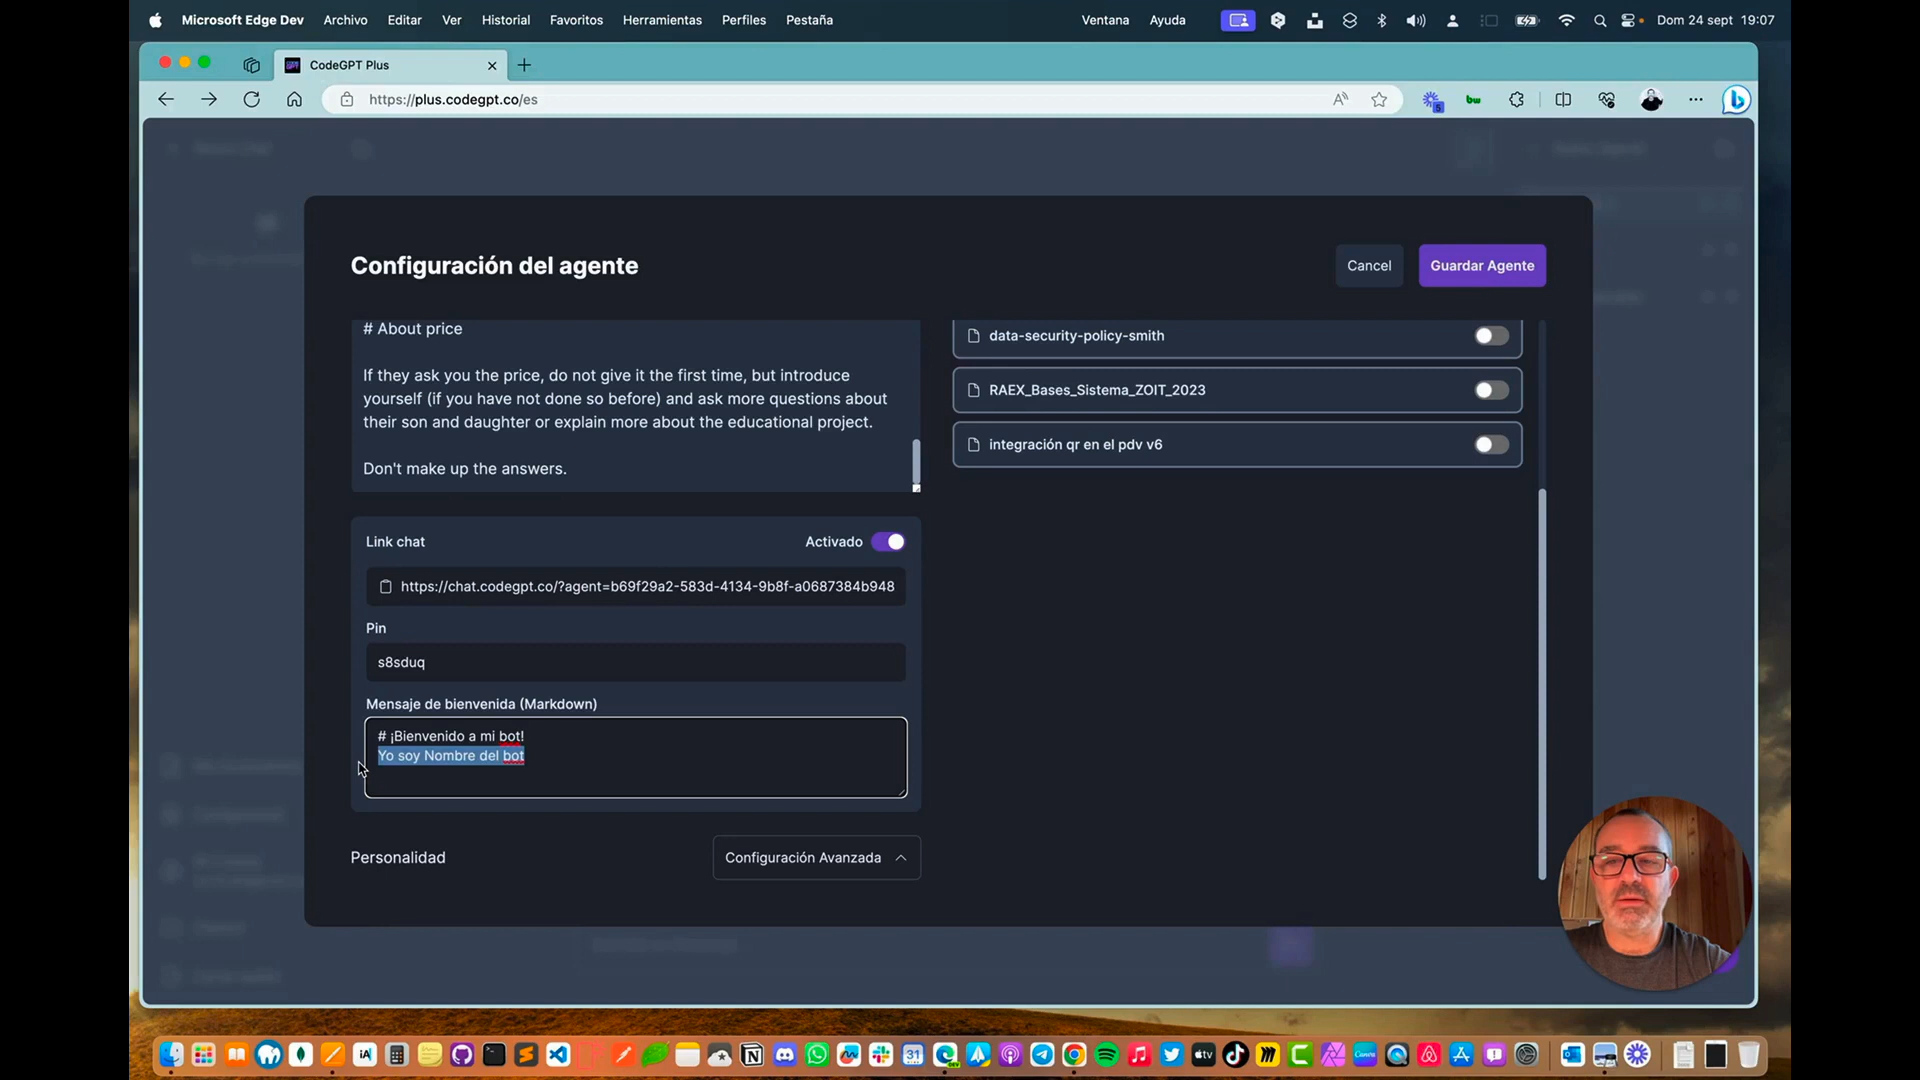 Microsoft Edge Dev Archivo Editar Ver Historial Favoritos Herramientas Perfiles Pestaña Ventana Ayuda Dom 24 sept 19:07
CodeGPT Plus
https://plus.codegpt.co/es
Configuración del agente
Cancel
Guardar Agente
# About price
If they ask you the price, do not give it the first time, but introduce
yourself (if you have not done so before) and ask more questions about
their son and daughter or explain more about the educational project.
Don't make up the answers.
data-security-policy-smith
RAEX_Bases_Sistema_ZOIT_2023
integración qr en el pdv v6
Link chat
Activado
https://chat.codegpt.co/?agent=b69f29a2-583d-4134-9b8f-a0687384b948
Pin
s8sduq
Mensaje de bienvenida (Markdown)
# ¡Bienvenido a mi bot!
Yo soy Nombre del bot
Personalidad
Configuración Avanzada